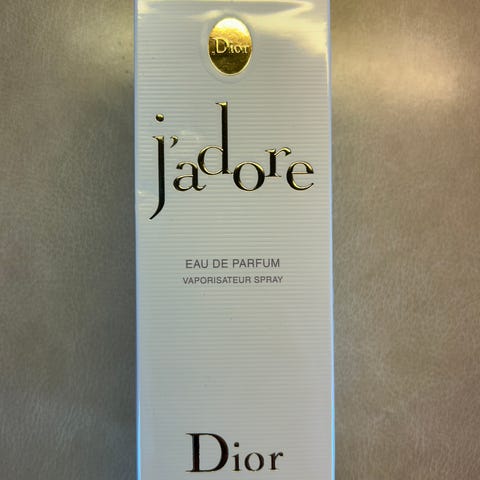 Dior
j'adore
EAU DE PARFUM
VAPORISATEUR SPRAY
Dior